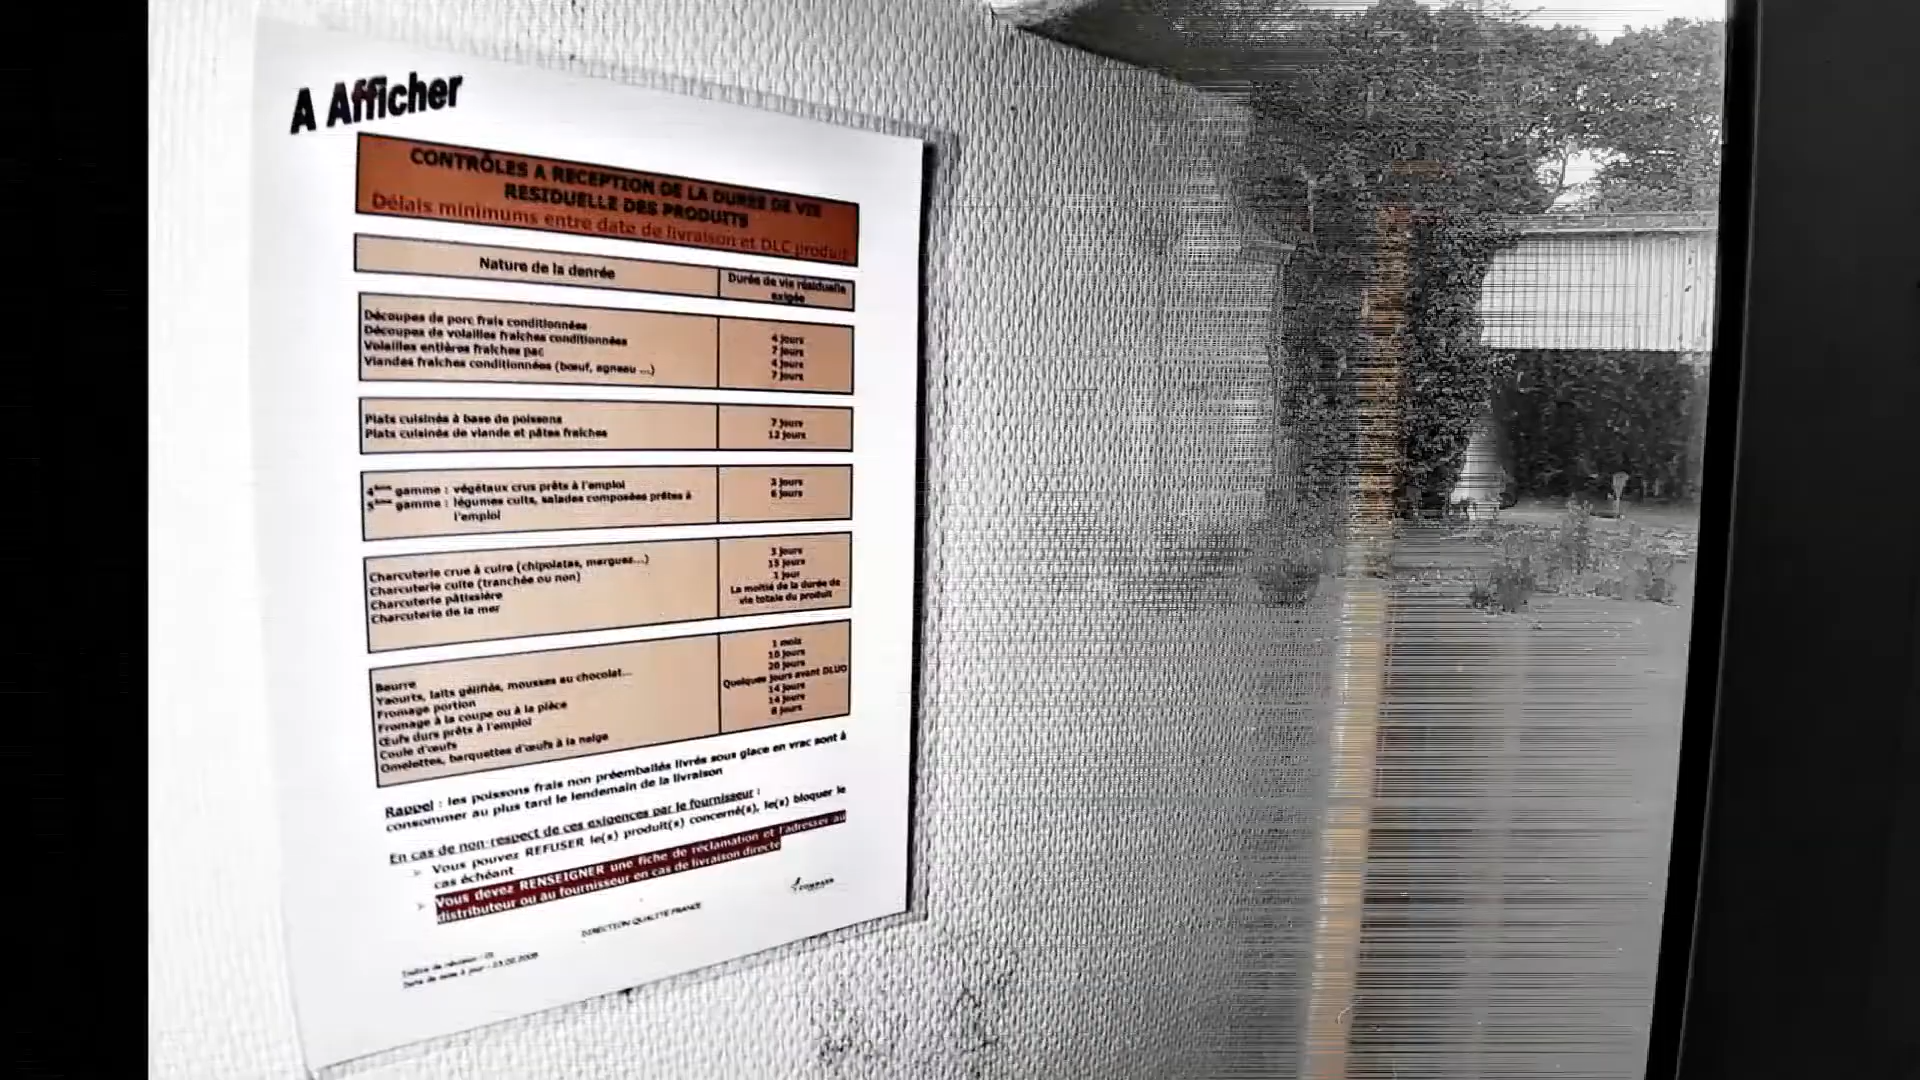 A Afficher
CONTRÔLES A RECEPTION DE LA DUREE DE VIE
RESIDUELLE DES PRODUITS
Délais minimums entre date de livraison et DLC produit
Nature de la denrée
Durée de vie résiduelle
exigée
Découpes de porc frais conditionnées
Découpes de volailles fraîches conditionnées
Volailles entières fraîches pac
Viandes fraîches conditionnées (bœuf, agneau ...)
4 jours
7 jours
4 jours
7 jours
Plats cuisinés à base de poissons
Plats cuisinés de viande et pâtes fraîches
7 jours
12 jours
4ème gamme : végétaux crus prêts à l'emploi
5ème gamme : légumes cuits, salades composées prêtes à
l'emploi
3 jours
6 jours
Charcuterie crue à cuire (chipolatas, merguez...)
Charcuterie cuite (tranchée ou non)
Charcuterie pâtissière
Charcuterie de la mer
3 jours
15 jours
1 jour
La moitié de la durée de
vie totale du produit
Beurre
Yaourts, laits gélifiés, mousses au chocolat...
Fromage portion
Fromage à la coupe ou à la pièce
Œufs durs prêts à l'emploi
Coule d'œufs
Omelettes, barquettes d'œufs à la neige
1 mois
10 jours
20 jours
Quelques jours avant DLUO
14 jours
14 jours
8 jours
Rappel : les poissons frais non préemballés livrés sous glace en vrac sont à
consommer au plus tard le lendemain de la livraison
En cas de non-respect de ces exigences par le fournisseur :
Vous pouvez REFUSER le(s) produit(s) concerné(s), le(s) bloquer le
cas échéant
Vous devez RENSEIGNER une fiche de réclamation et l'adresser au
distributeur ou au fournisseur en cas de livraison directe
COMPASS
DIRECTION QUALITE FRANCE
Indice de révision : 01
Date de mise à jour :